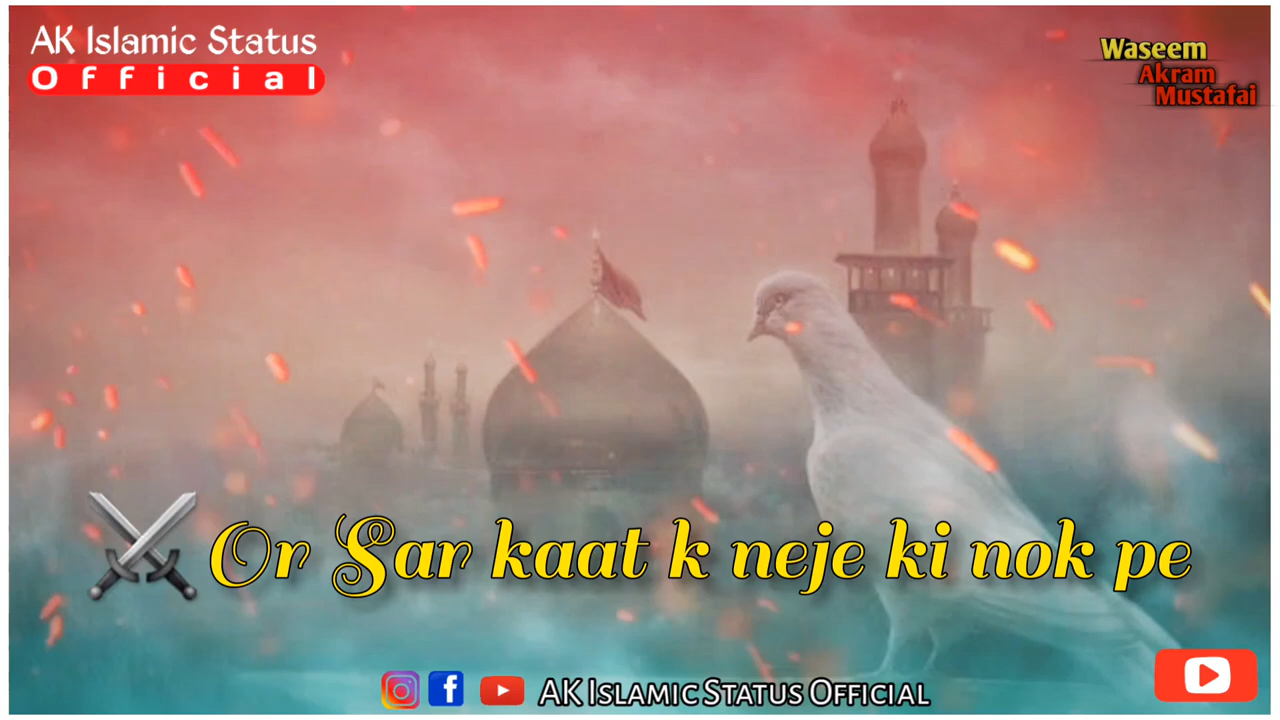 AK Islamic Status
Official
Waseem
Akram
Mustafai
Or Sar kaat k neje ki nok pe
AK Islamic Status Official